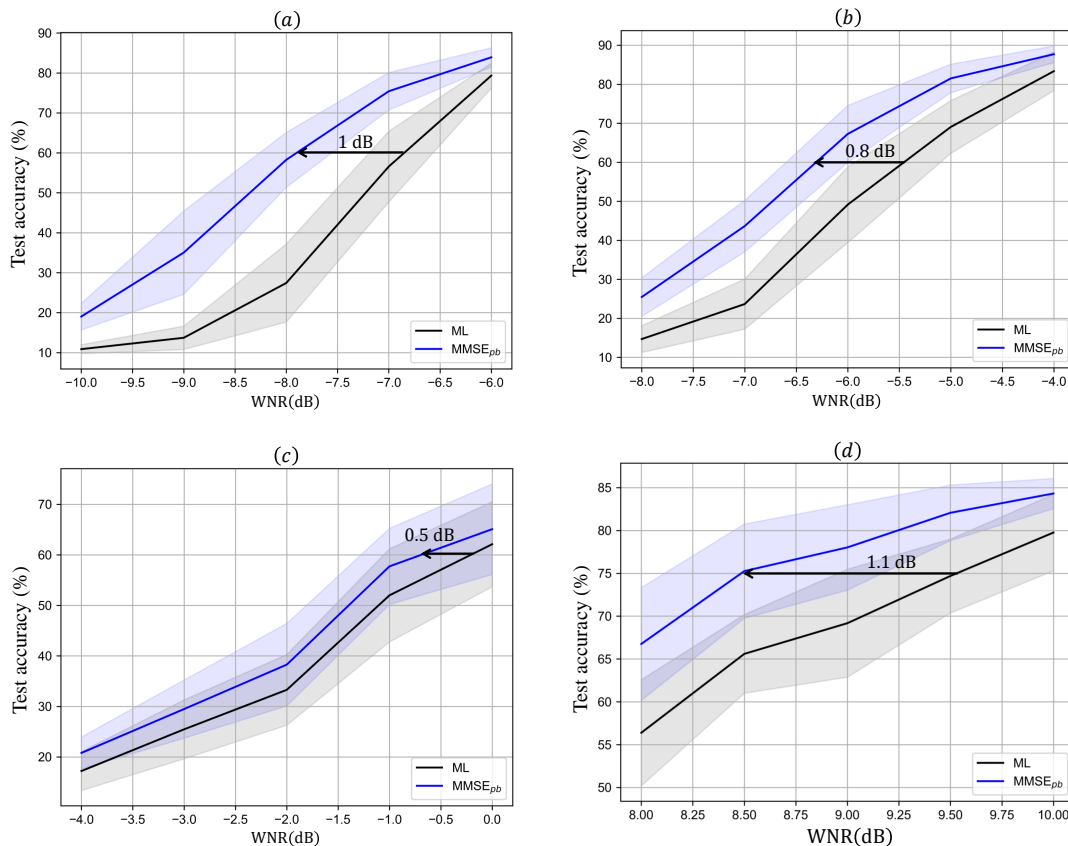 (a)
90
80
70
60
50
40
30
20
10
Test accuracy (%)
1 dB
ML
MMSE_pb
−10.0 −9.5 −9.0 −8.5 −8.0 −7.5 −7.0 −6.5 −6.0
WNR(dB)
(b)
90
80
70
60
50
40
30
20
10
Test accuracy (%)
0.8 dB
ML
MMSE_pb
−8.0 −7.5 −7.0 −6.5 −6.0 −5.5 −5.0 −4.5 −4.0
WNR(dB)
(c)
70
60
50
40
30
20
Test accuracy (%)
0.5 dB
ML
MMSE_pb
−4.0 −3.5 −3.0 −2.5 −2.0 −1.5 −1.0 −0.5 0.0
WNR(dB)
(d)
85
80
75
70
65
60
55
50
Test accuracy (%)
1.1 dB
ML
MMSE_pb
8.00 8.25 8.50 8.75 9.00 9.25 9.50 9.75 10.00
WNR(dB)